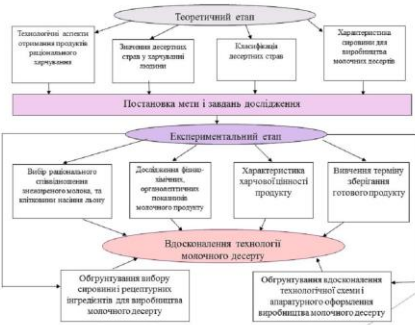 Теоретичний етап
Технологічні аспекти
отримання продуктів
раціонального
харчування
Значення десертних
страв у харчуванні
людини
Класифікація
десертних страв
Характеристика
сировини для
виробництва
молочних десертів
Постановка мети і завдань дослідження
Експериментальний етап
Вибір раціонального
співвідношення
знежиреного молока, та
клітковини насіння льону
Дослідження фізико-
хімічних,
органолептичних
показників
молочного продукту
Характеристика
харчової цінності
продукту
Вивчення терміну
зберігання
готового продукту
Вдосконалення технології
молочного десерту
Обґрунтування вибору
сировини і рецептурних
інгредієнтів для виробництва
молочного десерту
Обґрунтування вдосконалення
технологічної схеми і
апаратурного оформлення
виробництва молочного десерту